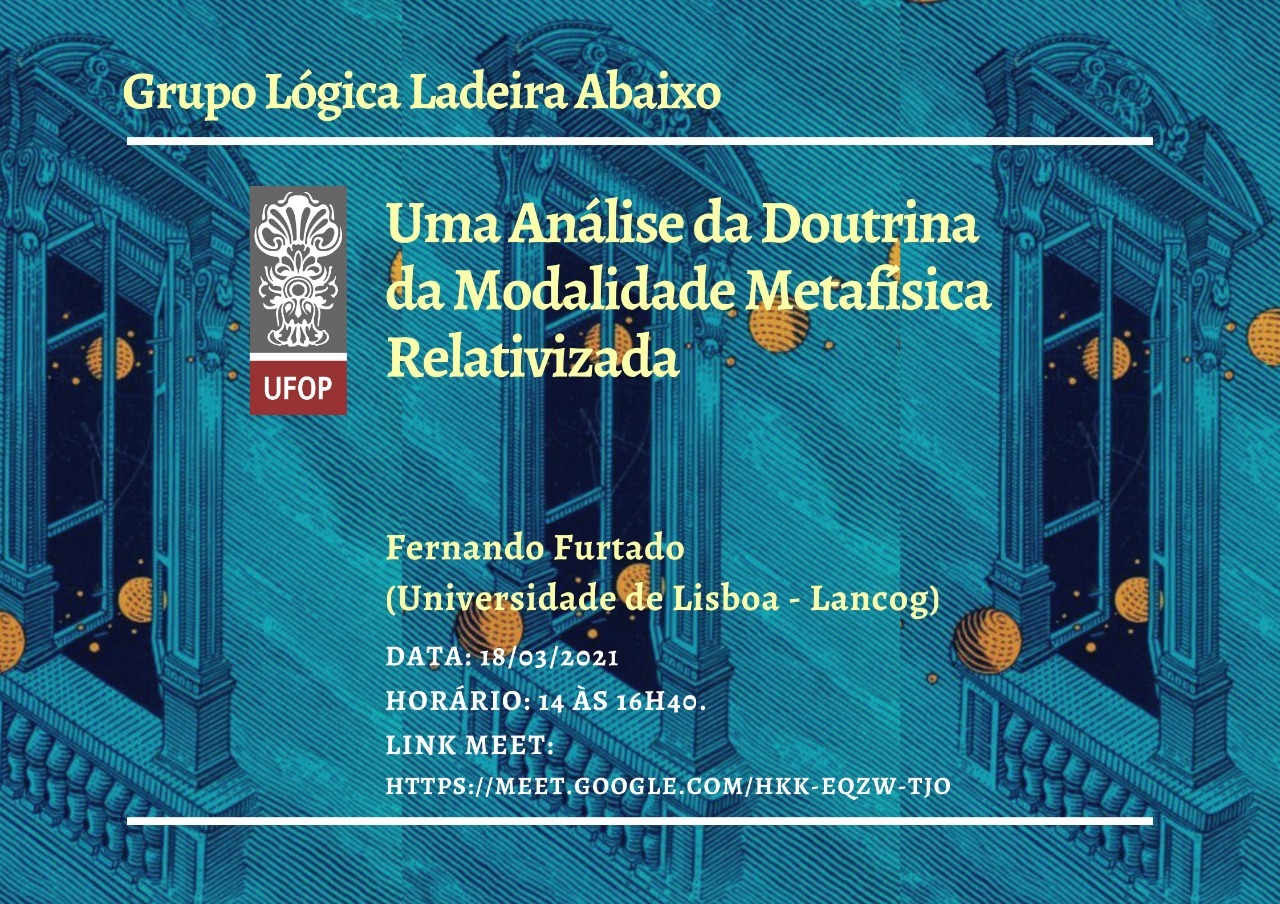 Grupo Lógica Ladeira Abaixo
UFOP
Uma Análise da Doutrina
da Modalidade Metafísica
Relativizada
Fernando Furtado
(Universidade de Lisboa - Lancog)
DATA: 18/03/2021
HORÁRIO: 14 ÀS 16H40.
LINK MEET:
HTTPS://MEET.GOOGLE.COM/HKK-EQZW-TJO